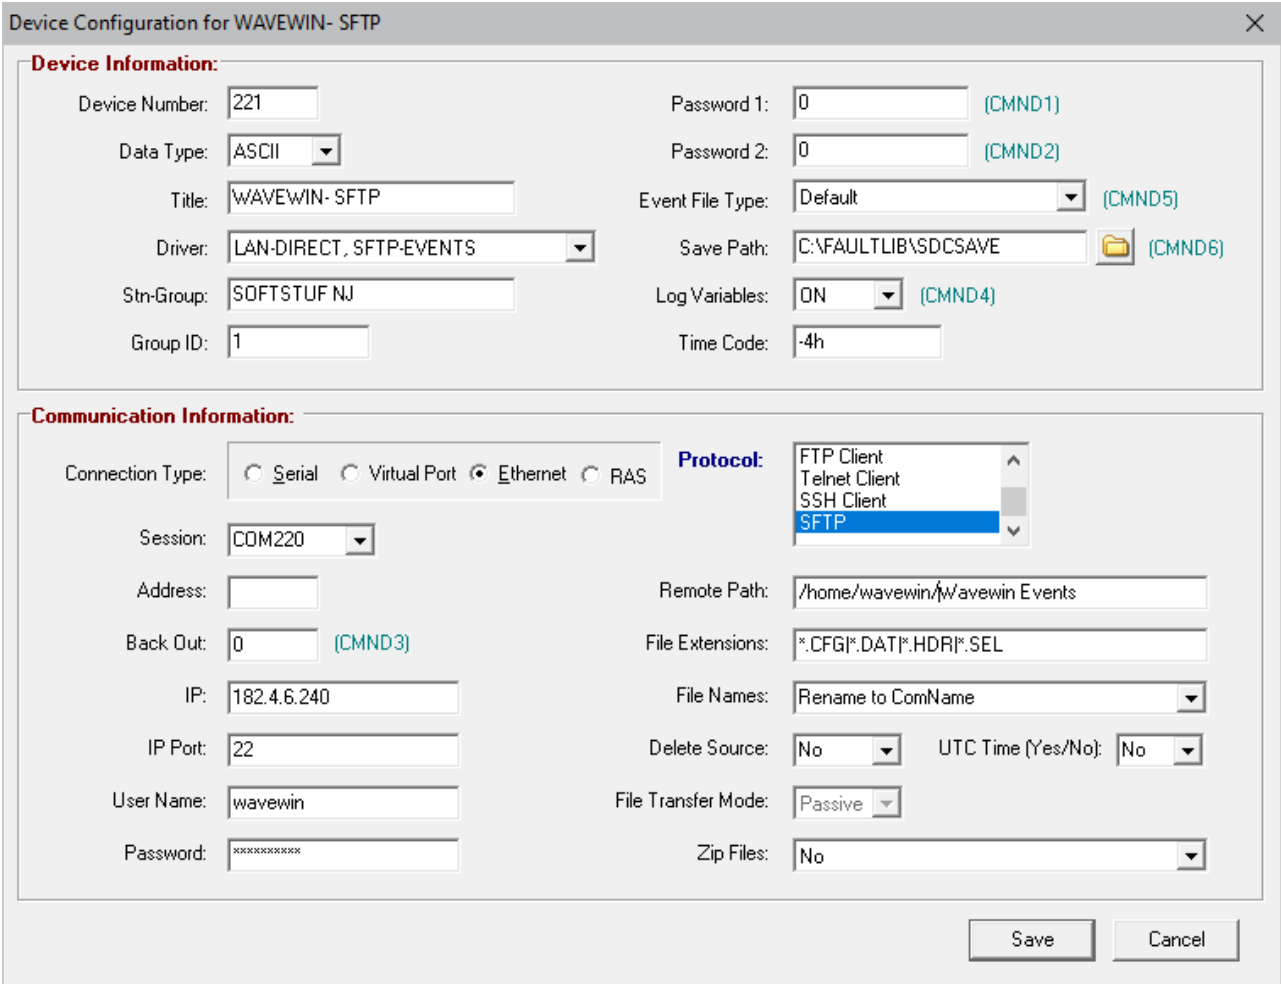 Device Configuration for WAVEWIN- SFTP
Device Information:
Device Number: 221
Data Type: ASCII
Title: WAVEWIN- SFTP
Driver: LAN-DIRECT, SFTP-EVENTS
Stn-Group: SOFTSTUF NJ
Group ID: 1
Password 1: 0 (CMND1)
Password 2: 0 (CMND2)
Event File Type: Default (CMND5)
Save Path: C:\FAULTLIB\SDCSAVE (CMND6)
Log Variables: ON (CMND4)
Time Code: -4h
Communication Information:
Connection Type: Serial Virtual Port Ethernet RAS
Session: COM220
Address:
Back Out: 0 (CMND3)
IP: 182.4.6.240
IP Port: 22
User Name: wavewin
Password: **********
Protocol: FTP Client
Telnet Client
SSH Client
SFTP
Remote Path: /home/wavewin/Wavewin Events
File Extensions: *.CFG|*.DAT|*.HDR|*.SEL
File Names: Rename to ComName
Delete Source: No UTC Time (Yes/No): No
File Transfer Mode: Passive
Zip Files: No
Save Cancel